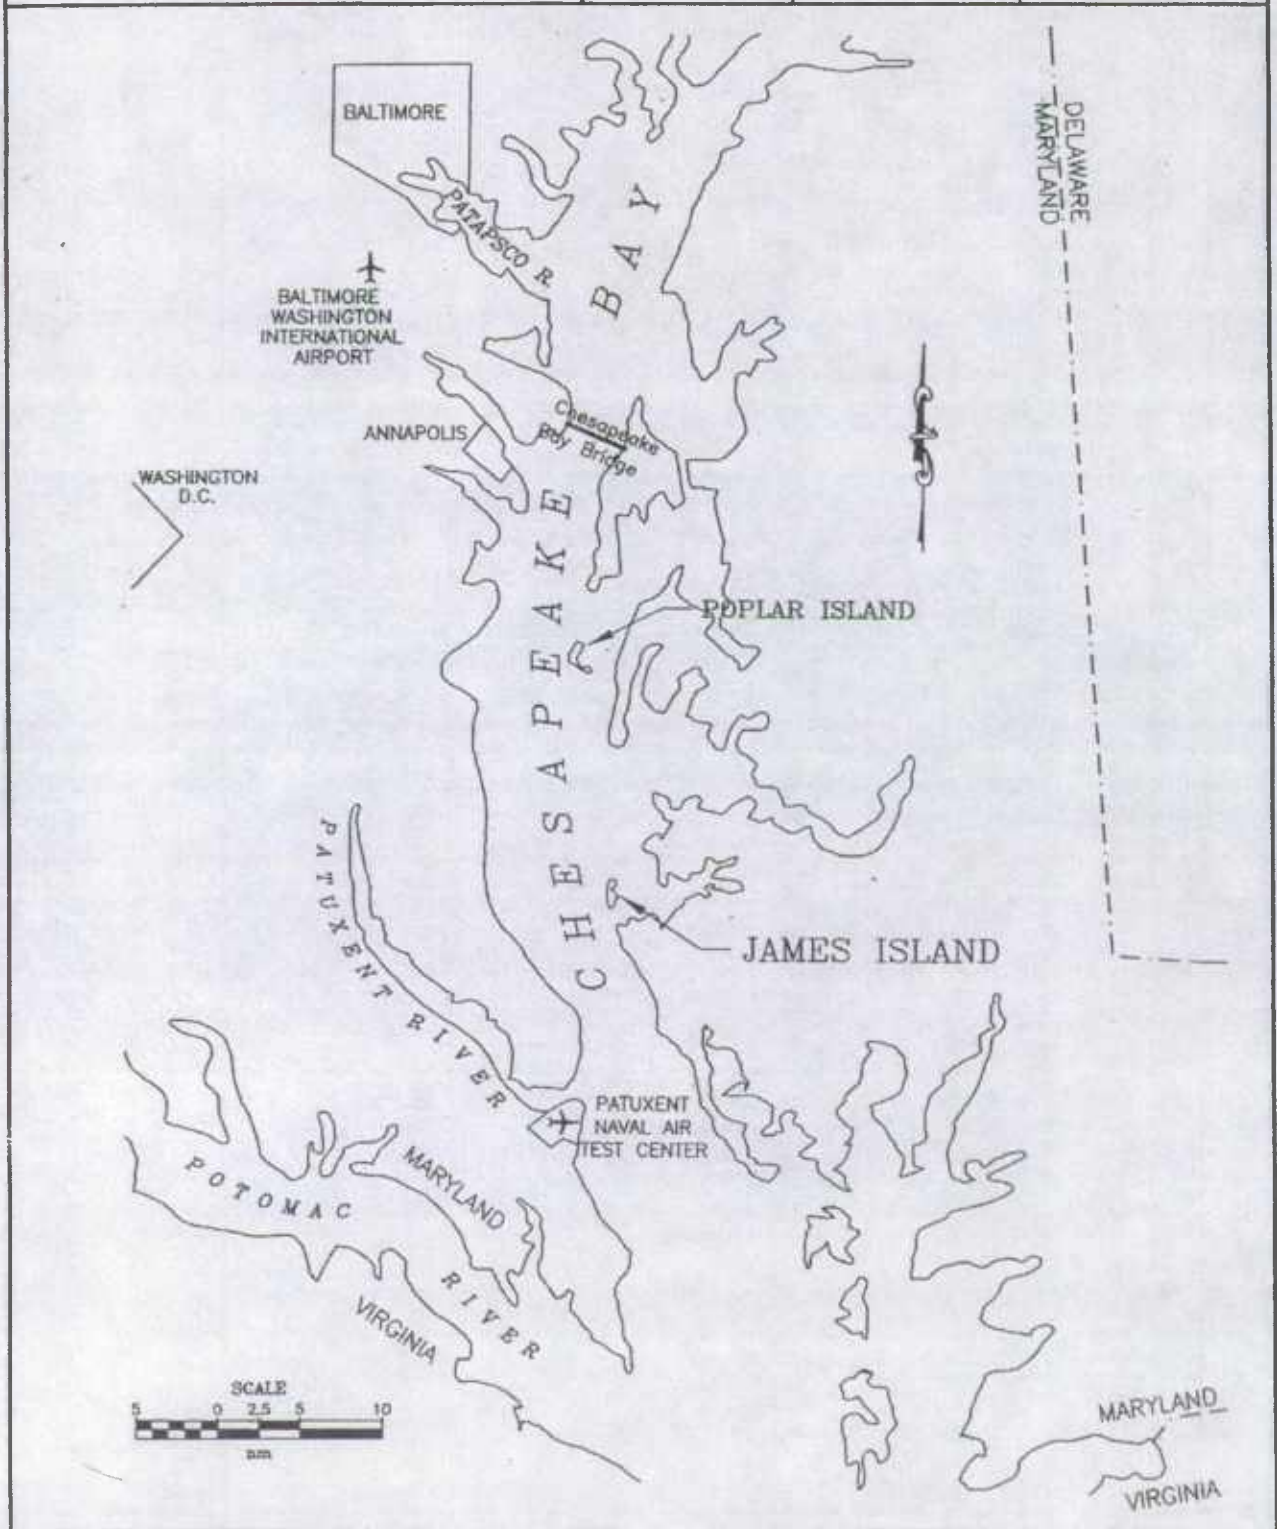 BALTIMORE
DELAWARE
MARYLAND
PATAPSCO R
BAY
BALTIMORE
WASHINGTON
INTERNATIONAL
AIRPORT
Chesapeake
Bay Bridge
ANNAPOLIS
WASHINGTON
D.C.
CHESAPEAKE
POPLAR ISLAND
PATUXENT RIVER
JAMES ISLAND
PATUXENT
NAVAL AIR
TEST CENTER
MARYLAND
POTOMAC RIVER
VIRGINIA
SCALE
5 0 2.5 5 10
nm
MARYLAND
VIRGINIA